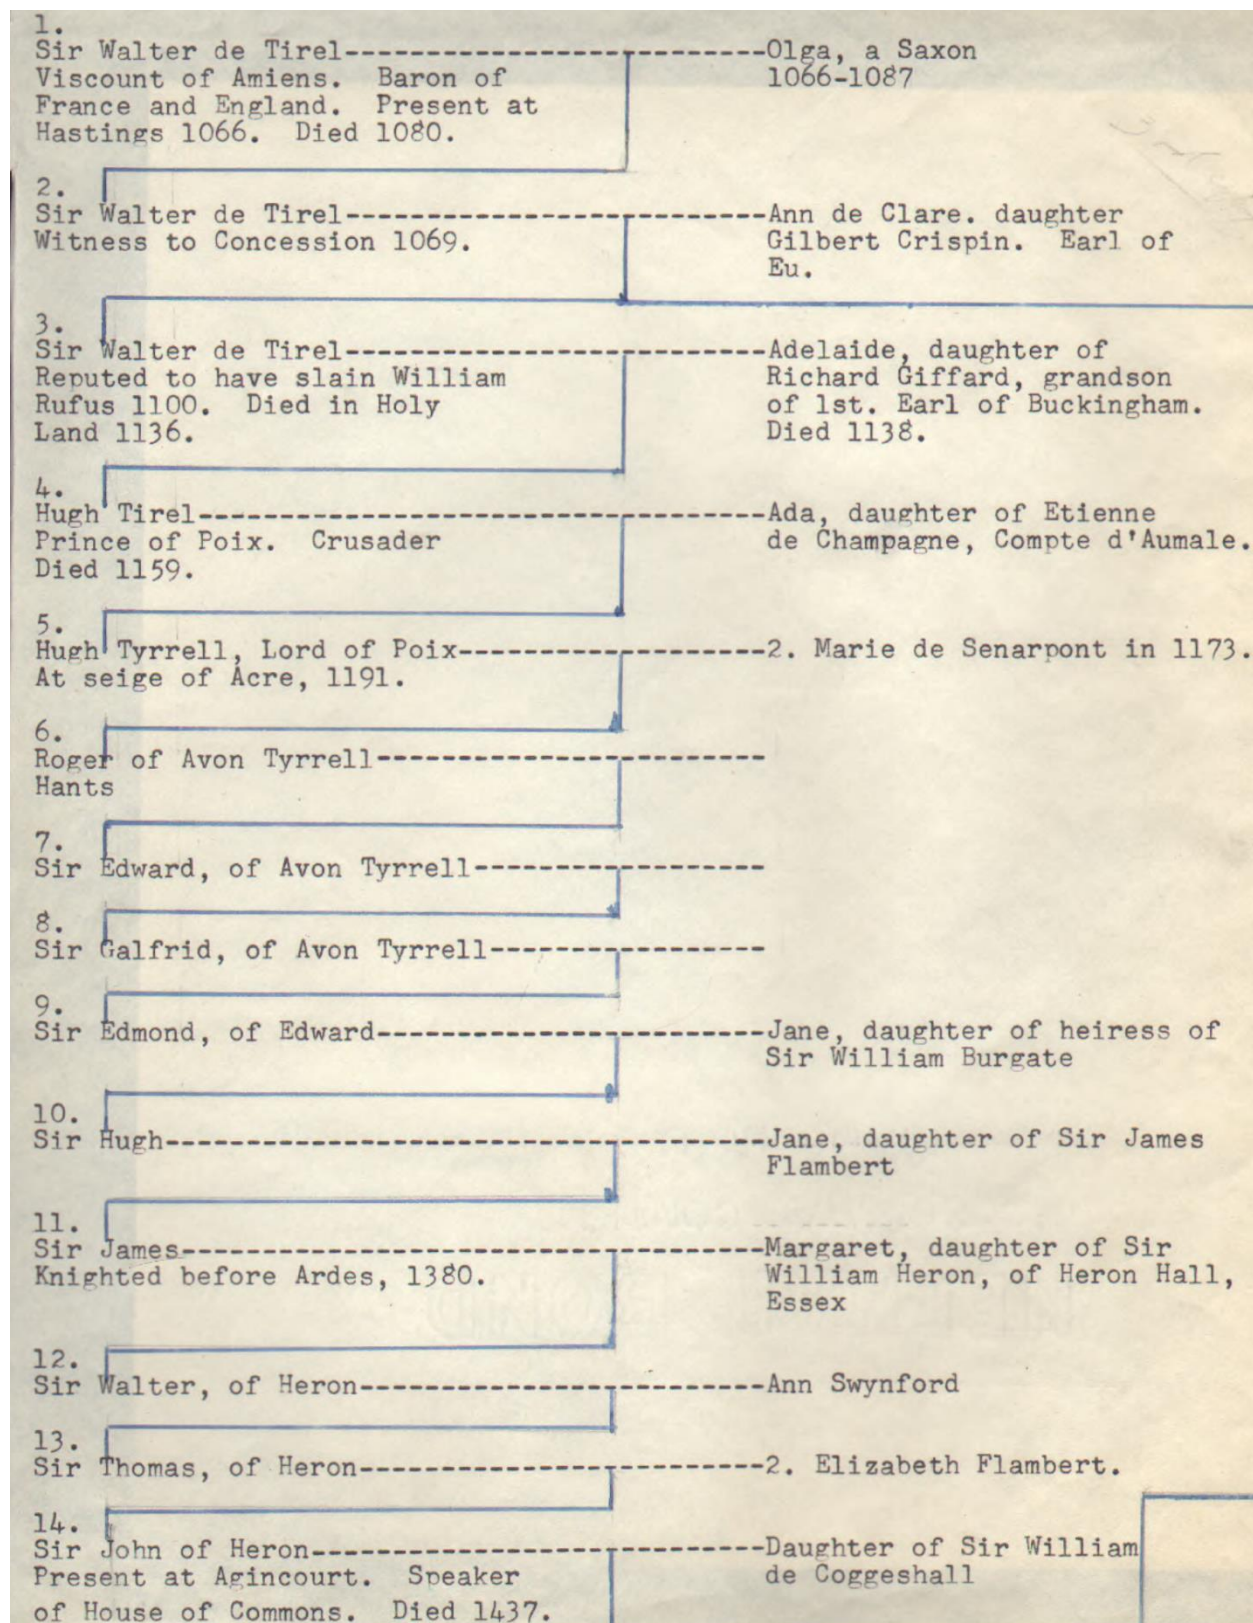 1.
Sir Walter de Tirel--------------------------Olga, a Saxon
Viscount of Amiens. Baron of 1066-1087
France and England. Present at
Hastings 1066. Died 1080.
2.
Sir Walter de Tirel--------------------------Ann de Clare. daughter
Witness to Concession 1069. Gilbert Crispin. Earl of
Eu.
3.
Sir Walter de Tirel--------------------------Adelaide, daughter of
Reputed to have slain William Richard Giffard, grandson
Rufus 1100. Died in Holy of 1st. Earl of Buckingham.
Land 1136. Died 1138.
4.
Hugh Tirel-----------------------------------Ada, daughter of Etienne
Prince of Poix. Crusader de Champagne, Compte d'Aumale.
Died 1159.
5.
Hugh Tyrrell, Lord of Poix-------------------2. Marie de Senarpont in 1173.
At seige of Acre, 1191.
6.
Roger of Avon Tyrrell------------------------
Hants
7.
Sir Edward, of Avon Tyrrell------------------
8.
Sir Galfrid, of Avon Tyrrell-----------------
9.
Sir Edmond, of Edward------------------------Jane, daughter of heiress of
Sir William Burgate
10.
Sir Hugh-------------------------------------Jane, daughter of Sir James
Flambert
11.
Sir James------------------------------------Margaret, daughter of Sir
Knighted before Ardes, 1380. William Heron, of Heron Hall,
Essex
12.
Sir Walter, of Heron-------------------------Ann Swynford
13.
Sir Thomas, of Heron-------------------------2. Elizabeth Flambert.
14.
Sir John of Heron----------------------------Daughter of Sir William
Present at Agincourt. Speaker de Coggeshall
of House of Commons. Died 1437.